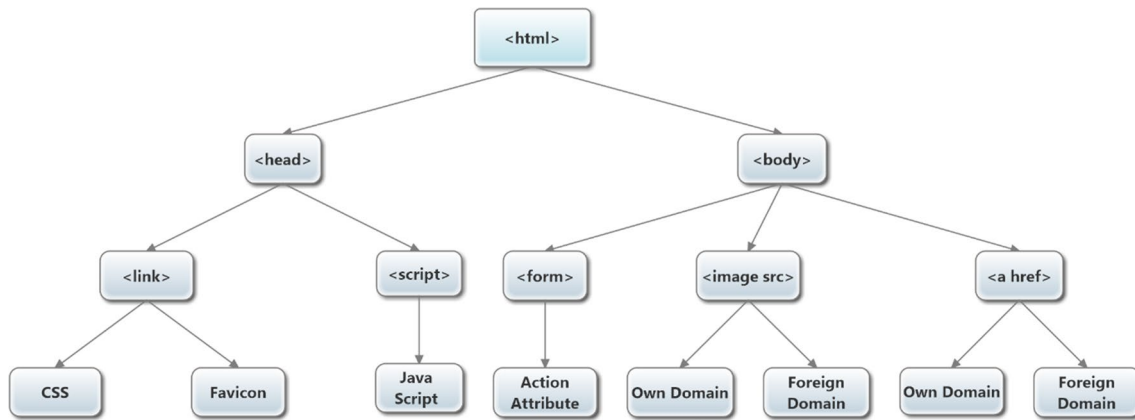 <html>
<head>
<body>
<link>
<script>
<form>
<image src>
<a href>
CSS
Favicon
Java
Script
Action
Attribute
Own Domain
Foreign
Domain
Own Domain
Foreign
Domain